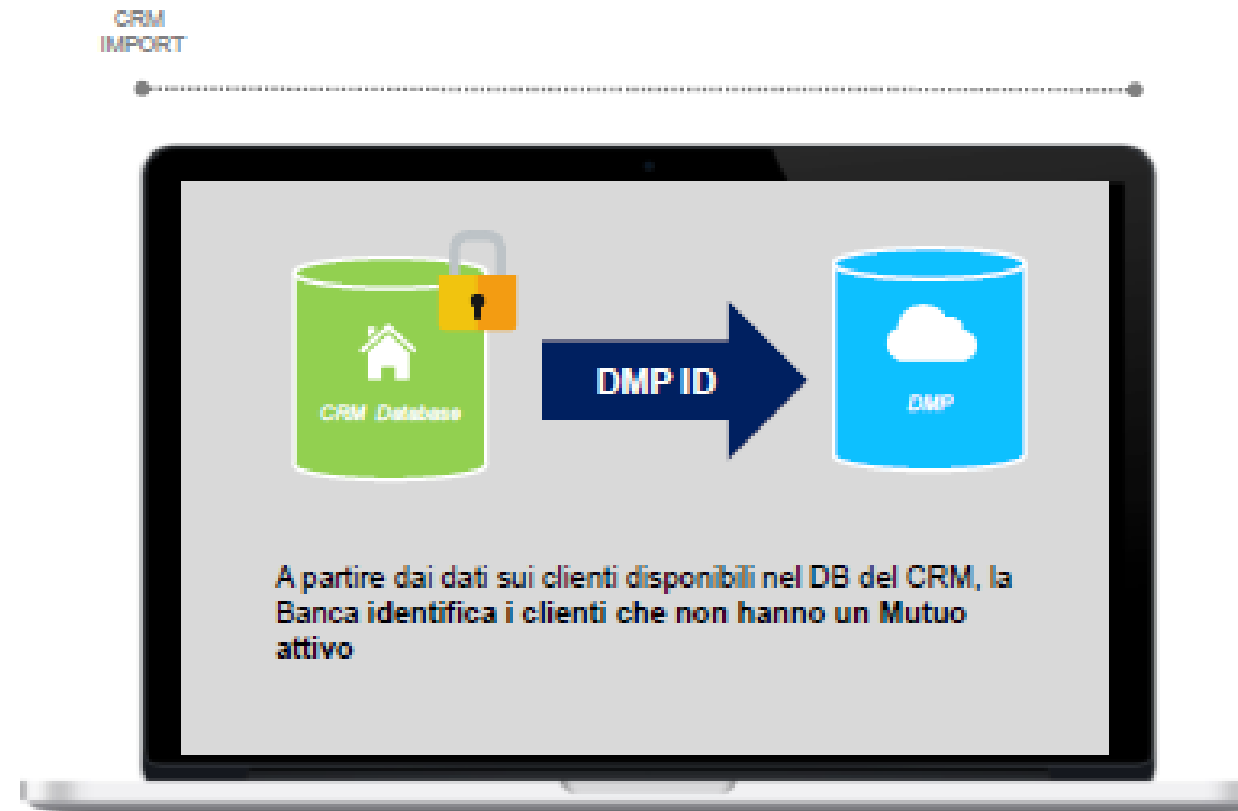 CRM
IMPORT
DMP ID
CRM Database
DMP
A partire dai dati sui clienti disponibili nel DB del CRM, la
Banca identifica i clienti che non hanno un Mutuo
attivo